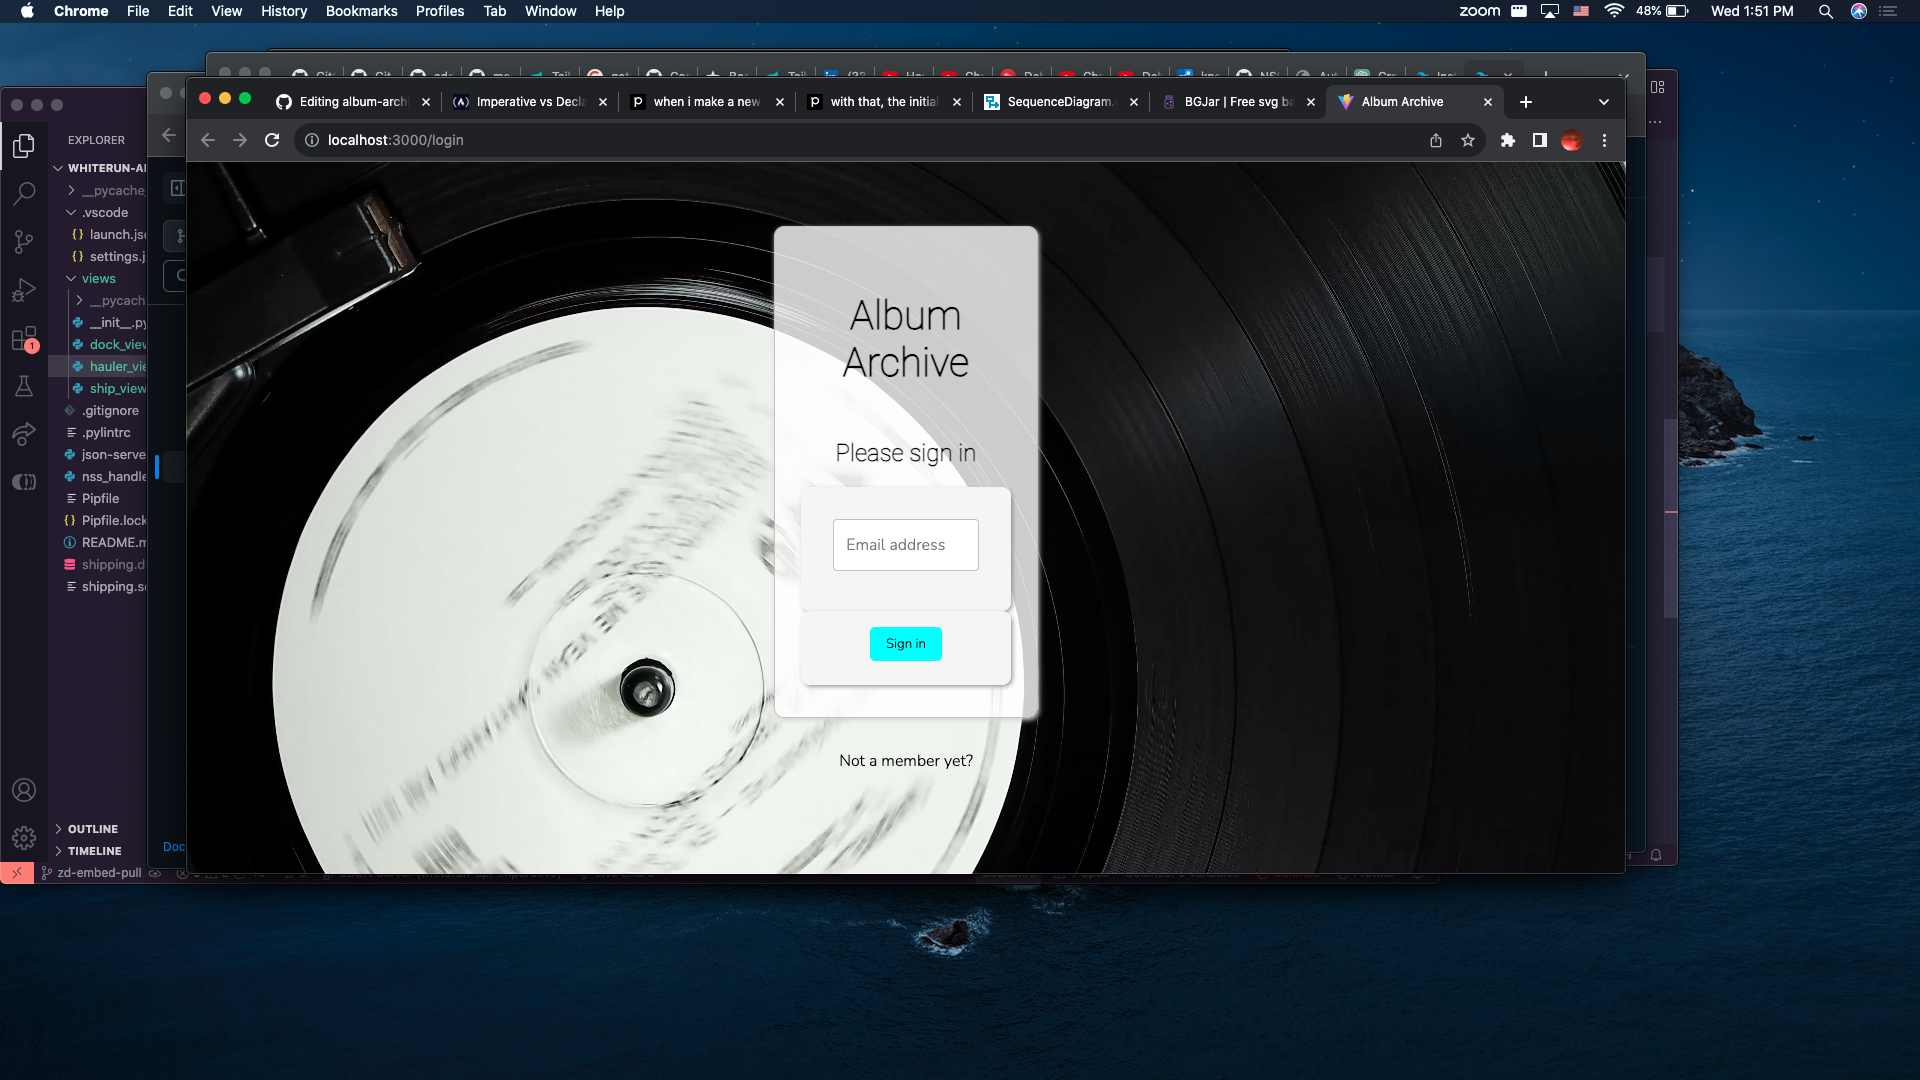 Chrome File Edit View History Bookmarks Profiles Tab Window Help
zoom 48% Wed 1:51 PM
Editing album-arch
Imperative vs Decla
when i make a new
with that, the initial
SequenceDiagram.
BGJar | Free svg ba
Album Archive
localhost:3000/login
EXPLORER
WHITERUN-A
__pycache
.vscode
launch.js
settings.j
views
__pycach
__init__.py
dock_view
hauler_vie
ship_view
.gitignore
.pylintrc
json-serve
nss_handle
Pipfile
Pipfile.lock
README.m
shipping.d
shipping.s
OUTLINE
TIMELINE
zd-embed-pull
Doc
1
Album
Archive
Please sign in
Email address
Sign in
Not a member yet?